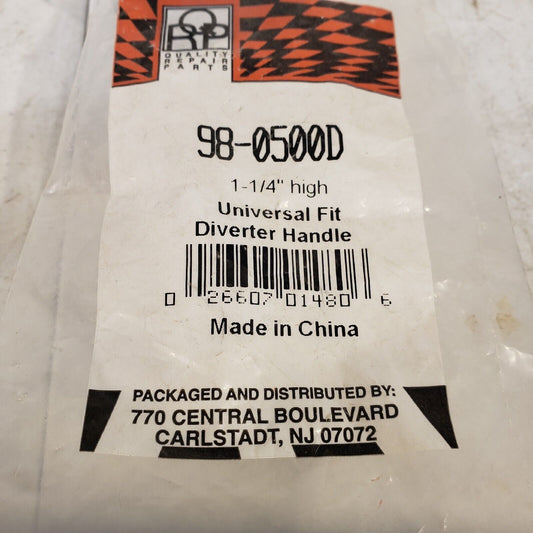 QRP
QUALITY
REPAIR
PARTS
98-0500D
1-1/4" high
Universal Fit
Diverter Handle
0 26607 01480 6
Made in China
PACKAGED AND DISTRIBUTED BY:
770 CENTRAL BOULEVARD
CARLSTADT, NJ 07072